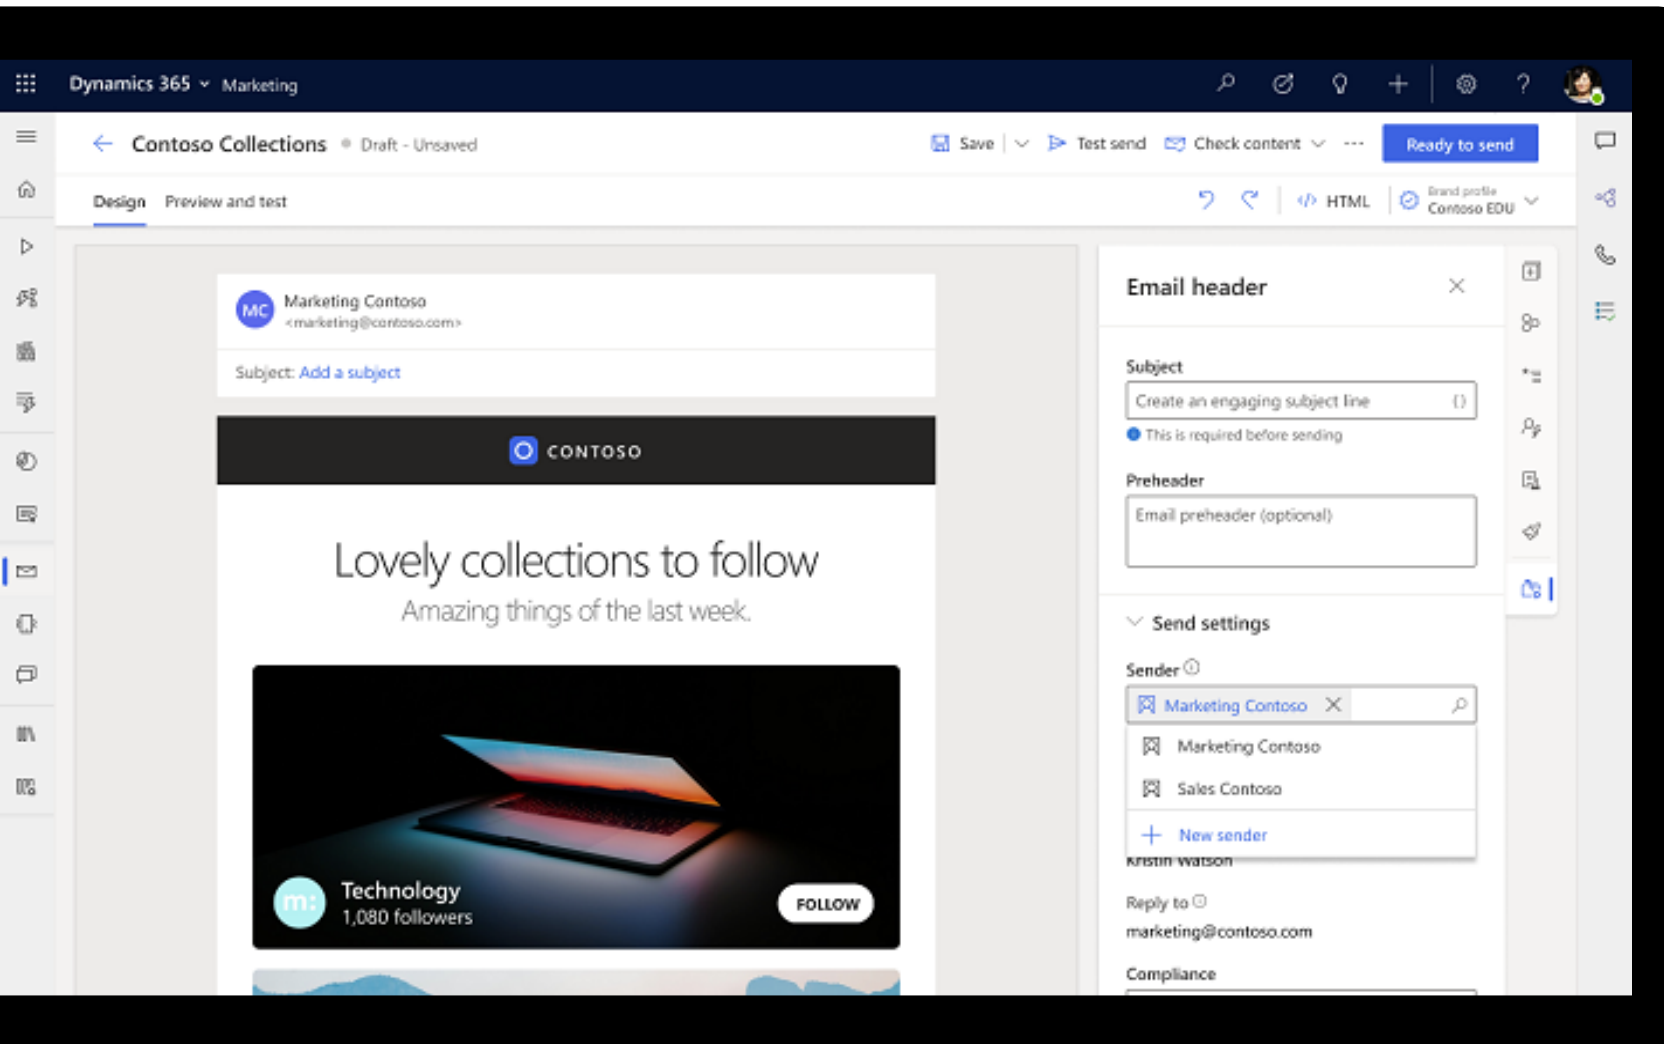 Dynamics 365 Marketing
Contoso Collections Draft - Unsaved
Save Test send Check content Ready to send
Design Preview and test
HTML Brand profile
Contoso EDU
MC Marketing Contoso
<marketing@contoso.com>
Subject: Add a subject
CONTOSO
Lovely collections to follow
Amazing things of the last week.
m: Technology
1,080 followers
FOLLOW
Email header
Subject
Create an engaging subject line {}
This is required before sending
Preheader
Email preheader (optional)
Send settings
Sender
Marketing Contoso
Marketing Contoso
Sales Contoso
New sender
Kristin Watson
Reply to
marketing@contoso.com
Compliance